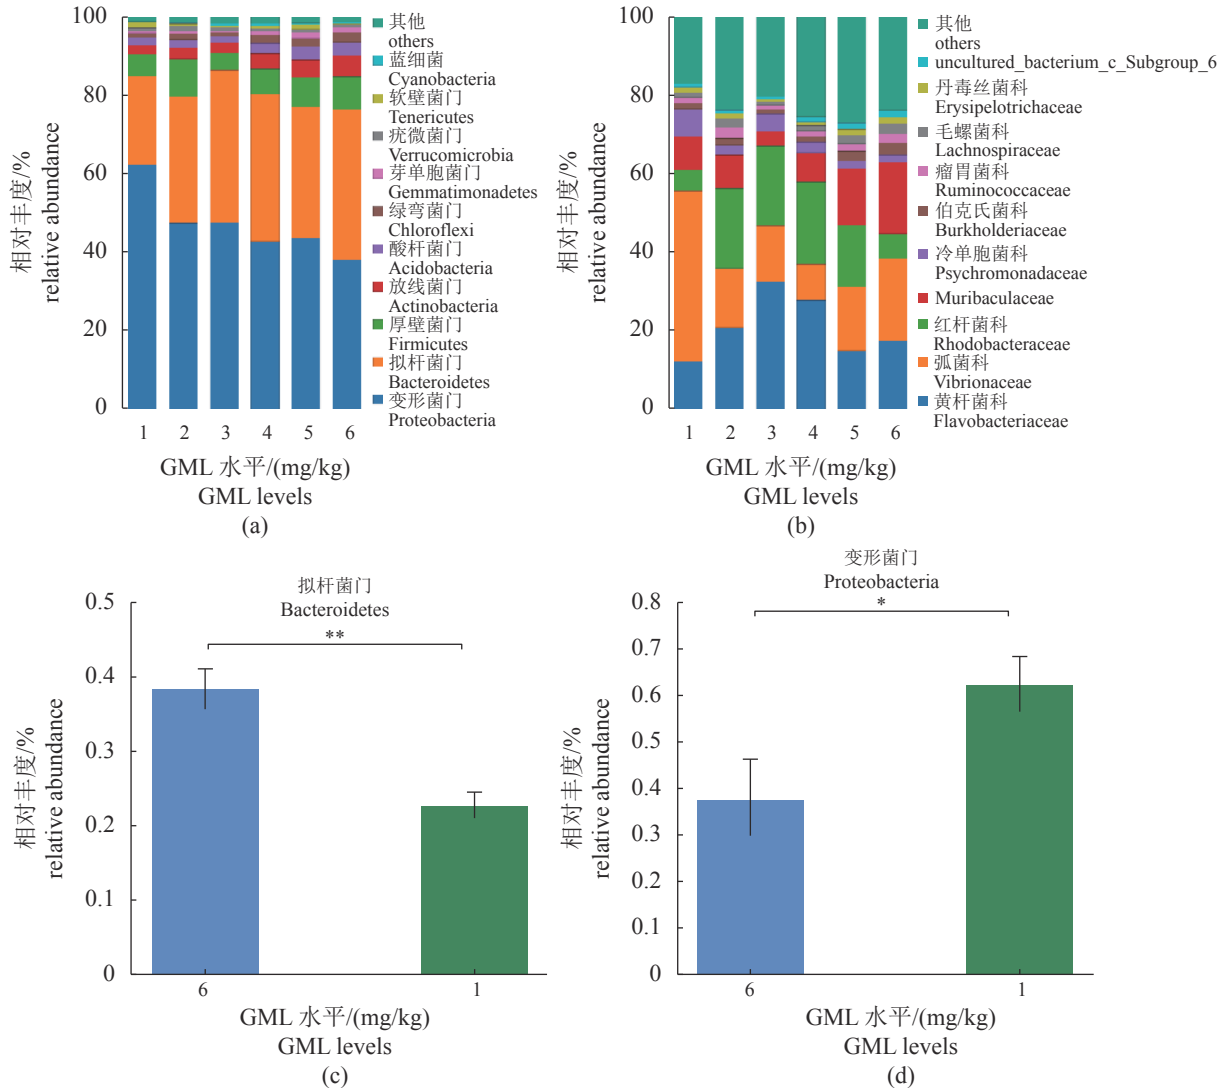 100
80
60
40
20
0
相对丰度/%
relative abundance
1 2 3 4 5 6
GML 水平/(mg/kg)
GML levels
(a)
其他
others
蓝细菌
Cyanobacteria
软壁菌门
Tenericutes
疣微菌门
Verrucomicrobia
芽单胞菌门
Gemmatimonadetes
绿弯菌门
Chloroflexi
酸杆菌门
Acidobacteria
放线菌门
Actinobacteria
厚壁菌门
Firmicutes
拟杆菌门
Bacteroidetes
变形菌门
Proteobacteria
100
80
60
40
20
0
相对丰度/%
relative abundance
1 2 3 4 5 6
GML 水平/(mg/kg)
GML levels
(b)
其他
others
uncultured_bacterium_c_Subgroup_6
丹毒丝菌科
Erysipelotrichaceae
毛螺菌科
Lachnospiraceae
瘤胃菌科
Ruminococcaceae
伯克氏菌科
Burkholderiaceae
冷单胞菌科
Psychromonadaceae
Muribaculaceae
红杆菌科
Rhodobacteraceae
弧菌科
Vibrionaceae
黄杆菌科
Flavobacteriaceae
拟杆菌门
Bacteroidetes
**
0.5
0.4
0.3
0.2
0.1
0
相对丰度/%
relative abundance
6 1
GML 水平/(mg/kg)
GML levels
(c)
变形菌门
Proteobacteria
*
0.8
0.7
0.6
0.5
0.4
0.3
0.2
0.1
0
相对丰度/%
relative abundance
6 1
GML 水平/(mg/kg)
GML levels
(d)